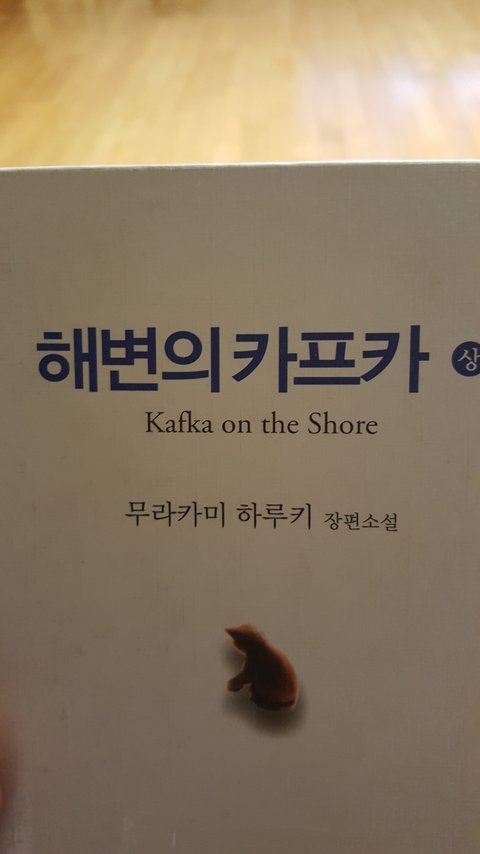 해변의 카프카 상
Kafka on the Shore
무라카미 하루키 장편소설